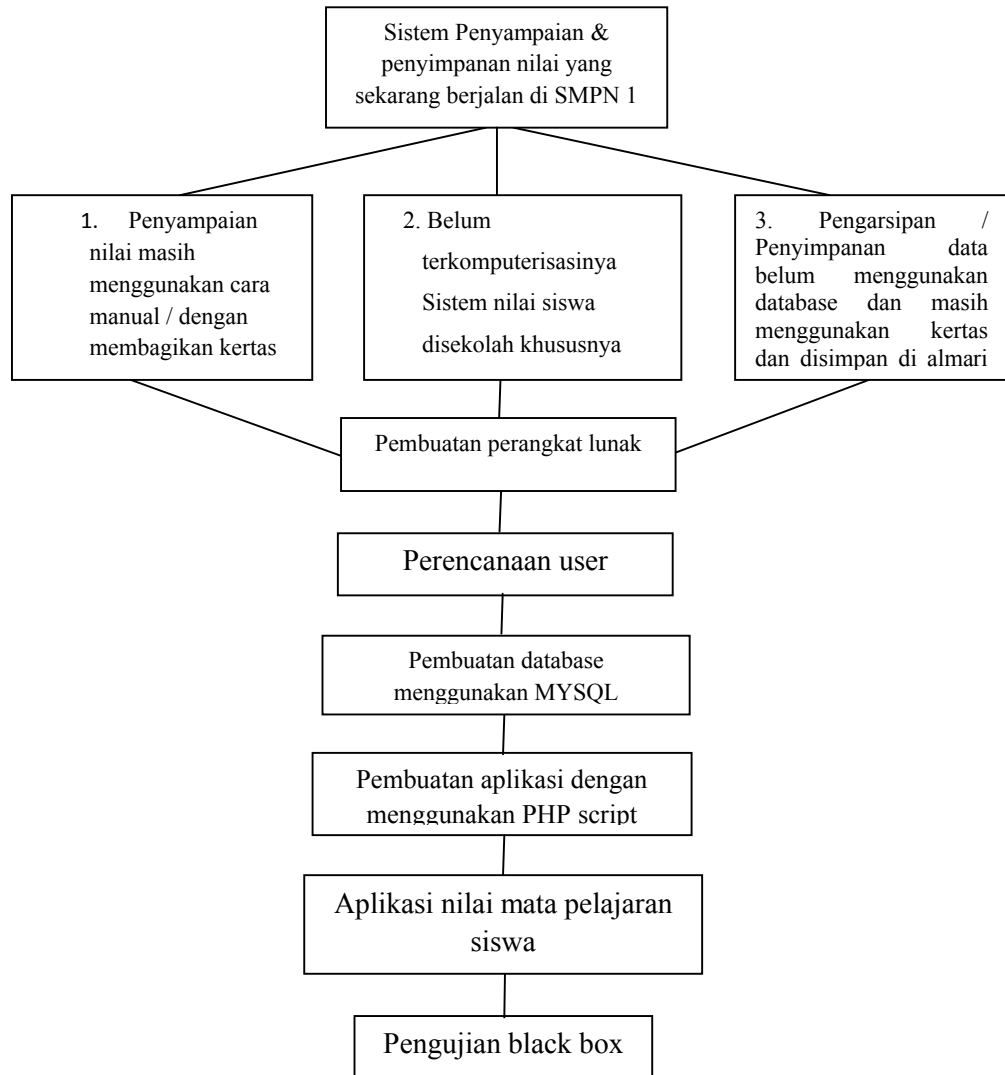 Sistem Penyampaian &
penyimpanan nilai yang
sekarang berjalan di SMPN 1
1. Penyampaian
nilai masih
menggunakan cara
manual / dengan
membagikan kertas
2. Belum
terkomputerisasinya
Sistem nilai siswa
disekolah khususnya
3. Pengarsipan /
Penyimpanan data
belum menggunakan
database dan masih
menggunakan kertas
dan disimpan di almari
Pembuatan perangkat lunak
Perencanaan user
Pembuatan database
menggunakan MYSQL
Pembuatan aplikasi dengan
menggunakan PHP script
Aplikasi nilai mata pelajaran
siswa
Pengujian black box